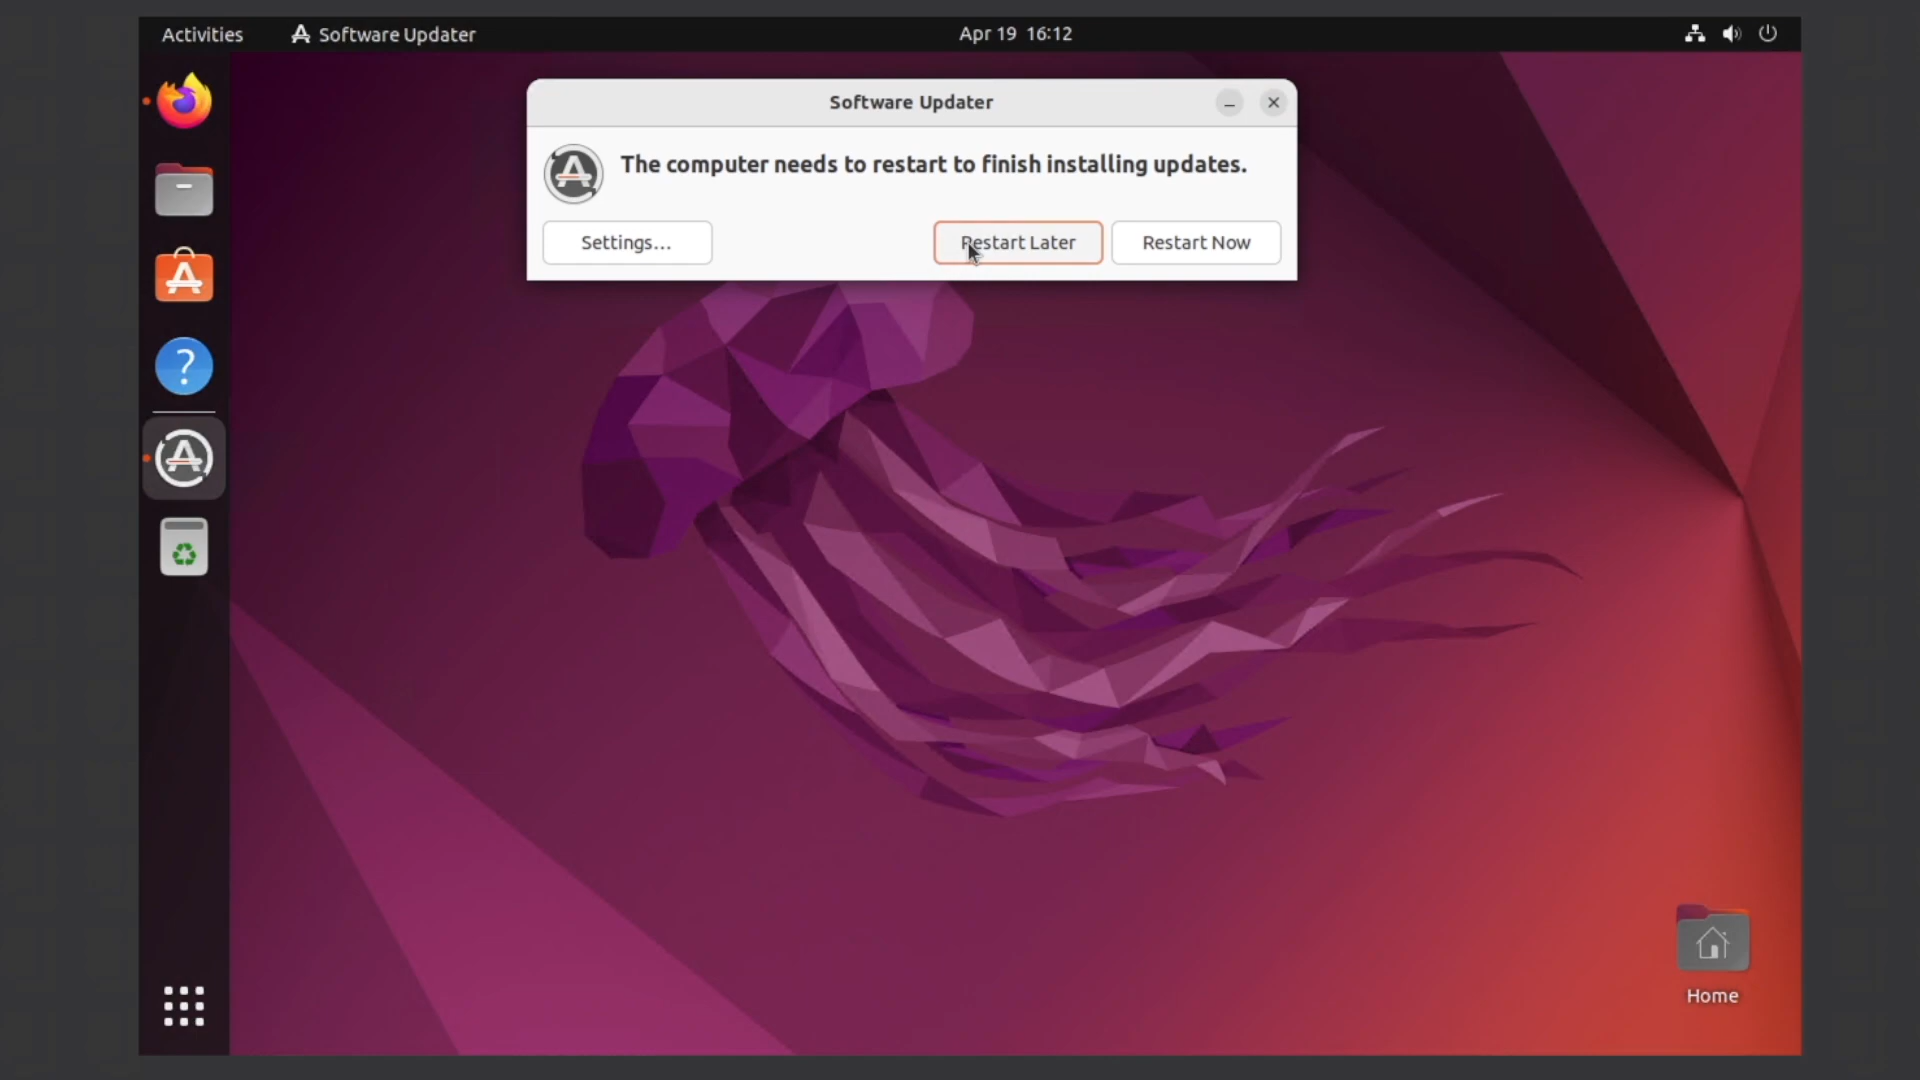 Activities
Software Updater
Apr 19 16:12
Software Updater
The computer needs to restart to finish installing updates.
Settings...
Restart Later
Restart Now
Home